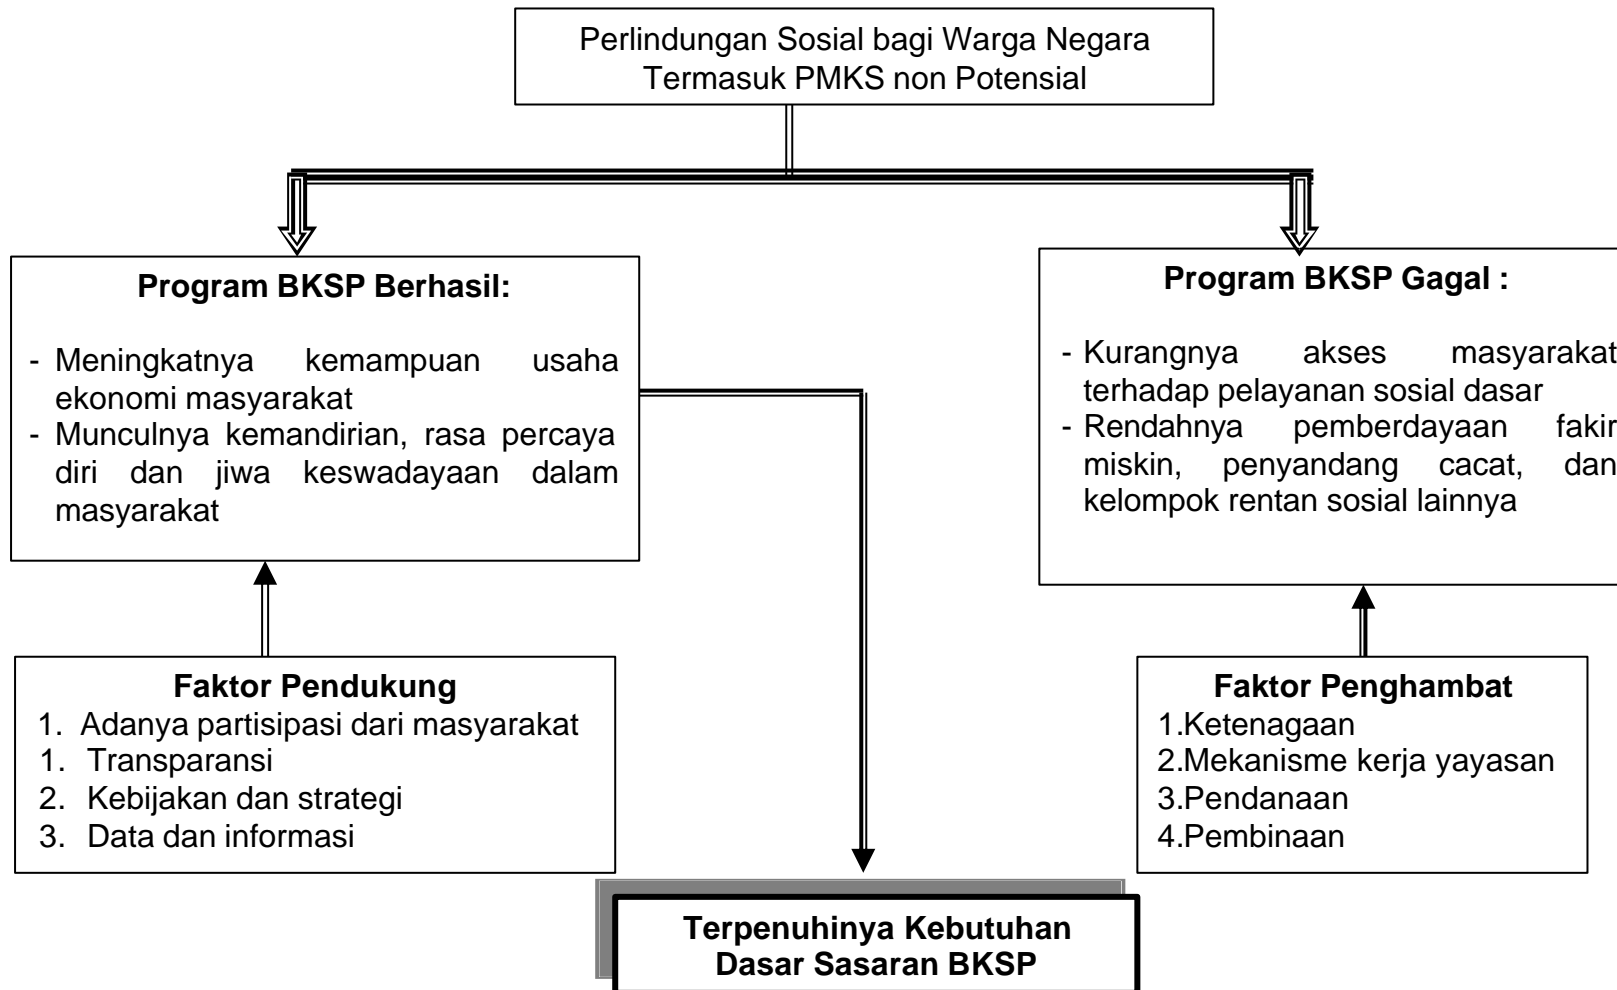 Perlindungan Sosial bagi Warga Negara
Termasuk PMKS non Potensial
Program BKSP Berhasil:
- Meningkatnya kemampuan usaha
ekonomi masyarakat
- Munculnya kemandirian, rasa percaya
diri dan jiwa keswadayaan dalam
masyarakat
Program BKSP Gagal :
- Kurangnya akses masyarakat
terhadap pelayanan sosial dasar
- Rendahnya pemberdayaan fakir
miskin, penyandang cacat, dan
kelompok rentan sosial lainnya
Faktor Pendukung
1. Adanya partisipasi dari masyarakat
1. Transparansi
2. Kebijakan dan strategi
3. Data dan informasi
Faktor Penghambat
1.Ketenagaan
2.Mekanisme kerja yayasan
3.Pendanaan
4.Pembinaan
Terpenuhinya Kebutuhan
Dasar Sasaran BKSP